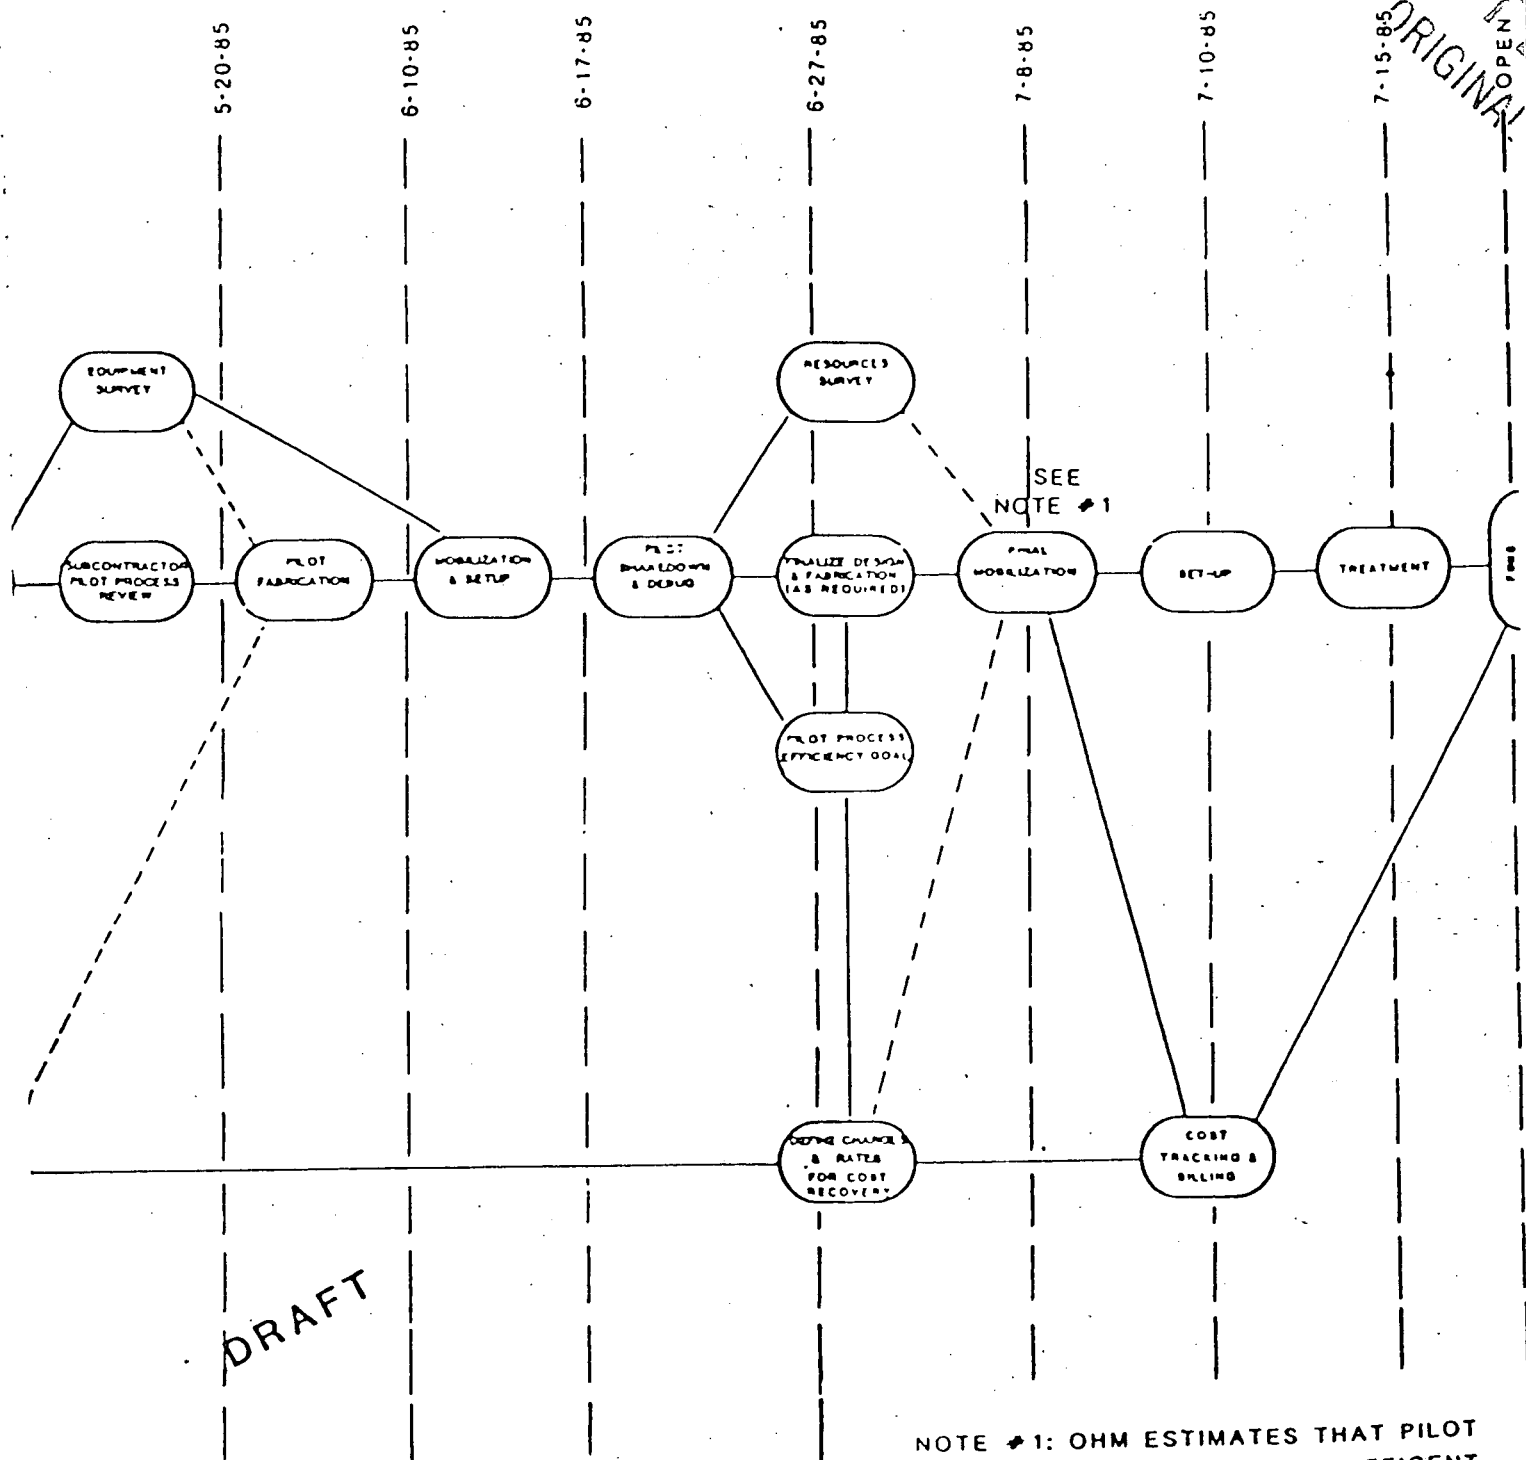 5-20-85
6-10-85
6-17-85
6-27-85
7-8-85
7-10-85
7-15-85
OPEN
ORIGINAL
EQUIPMENT
SURVEY
RESOURCES
SURVEY
SEE
NOTE #1
SUBCONTRACTOR
PILOT PROCESS
REVIEW
PILOT
FABRICATION
MOBILIZATION
& SETUP
PILOT
SHAKEDOWN
& DEBUG
FINALIZE DESIGN
& FABRICATION
(AS REQUIRED)
FINAL
MOBILIZATION
SET-UP
TREATMENT
PILOT PROCESS
EFFICIENCY GOAL
DEFINE CHANGES
& RATES
FOR COST
RECOVERY
COST
TRACKING &
BILLING
DRAFT
NOTE #1: OHM ESTIMATES THAT PILOT